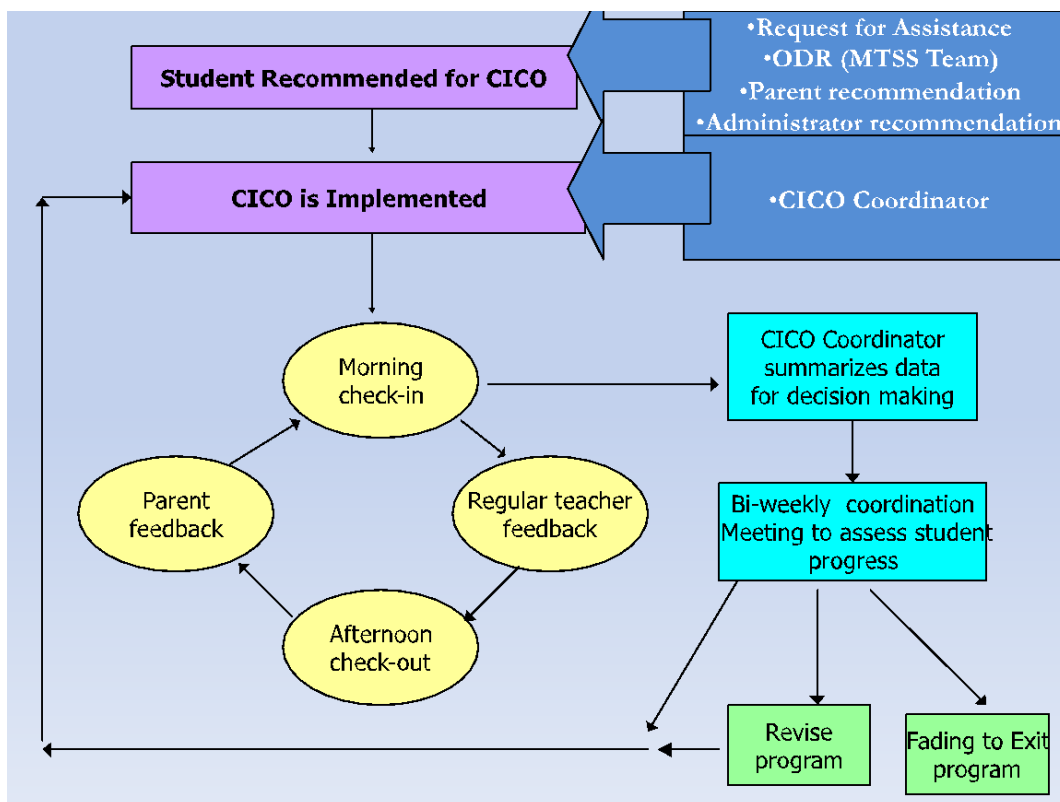 •Request for Assistance
•ODR (MTSS Team)
•Parent recommendation
•Administrator recommendation
Student Recommended for CICO
CICO is Implemented
•CICO Coordinator
Morning
check-in
CICO Coordinator
summarizes data
for decision making
Parent
feedback
Regular teacher
feedback
Bi-weekly coordination
Meeting to assess student
progress
Afternoon
check-out
Revise
program
Fading to Exit
program